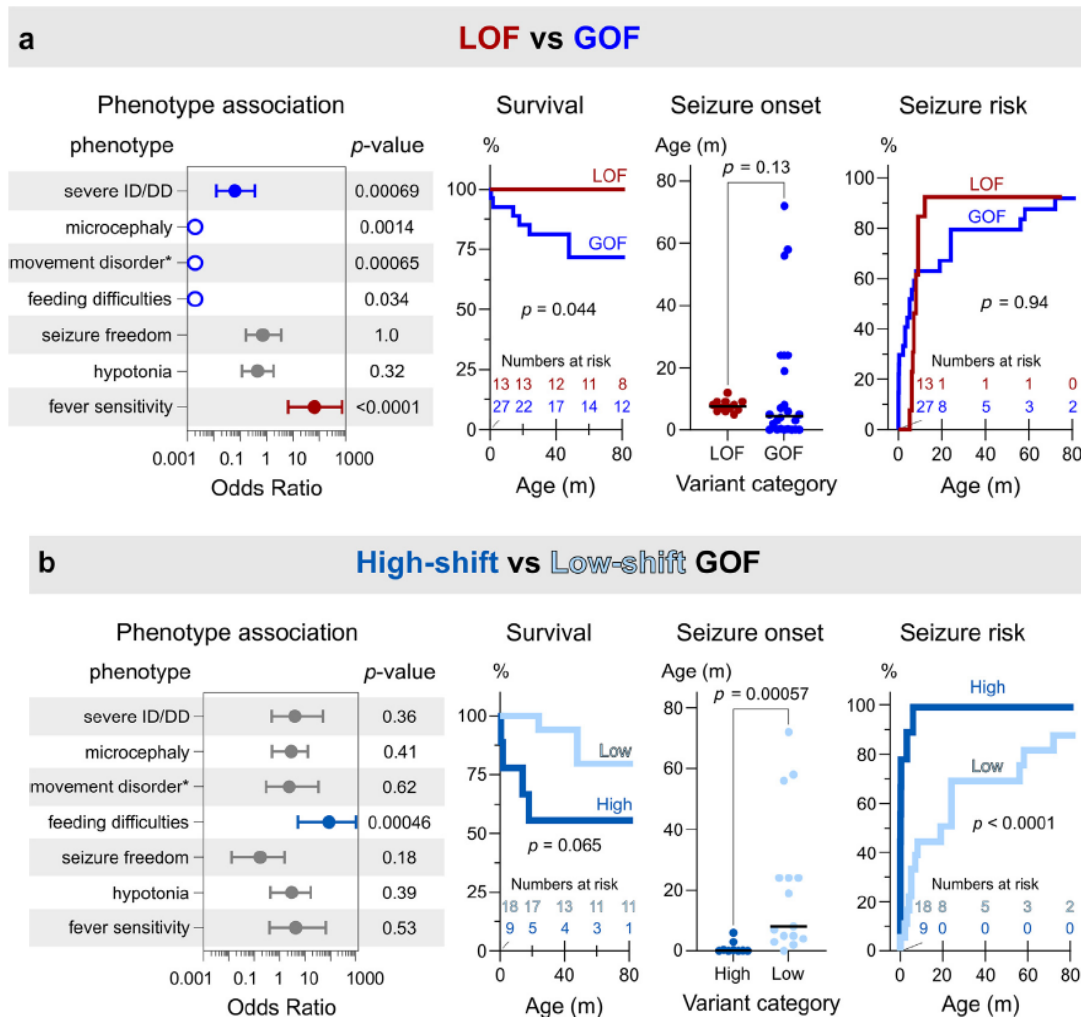 a
LOF vs GOF
Phenotype association
phenotype p-value
severe ID/DD 0.00069
microcephaly 0.0014
movement disorder* 0.00065
feeding difficulties 0.034
seizure freedom 1.0
hypotonia 0.32
fever sensitivity <0.0001
0.001 0.1 1 10 1000
Odds Ratio
Survival
%
100
75
50
25
0
LOF
GOF
p = 0.044
Numbers at risk
13 13 12 11 8
27 22 17 14 12
0 40 80
Age (m)
Seizure onset
Age (m)
p = 0.13
80
60
40
20
0
LOF GOF
Variant category
Seizure risk
%
100
80
60
40
20
0
LOF
GOF
p = 0.94
Numbers at risk
13 1 1 1 0
27 8 5 3 2
0 20 40 60 80
Age (m)
b
High-shift vs Low-shift GOF
Phenotype association
phenotype p-value
severe ID/DD 0.36
microcephaly 0.41
movement disorder* 0.62
feeding difficulties 0.00046
seizure freedom 0.18
hypotonia 0.39
fever sensitivity 0.53
0.001 0.1 1 10 1000
Odds Ratio
Survival
%
100
75
50
25
0
Low
High
p = 0.065
Numbers at risk
18 17 13 11 11
9 5 4 3 1
0 40 80
Age (m)
Seizure onset
Age (m)
p = 0.00057
80
60
40
20
0
High Low
Variant category
Seizure risk
%
100
80
60
40
20
0
High
Low
p < 0.0001
Numbers at risk
18 8 5 3 2
9 0 0 0 0
0 20 40 60 80
Age (m)